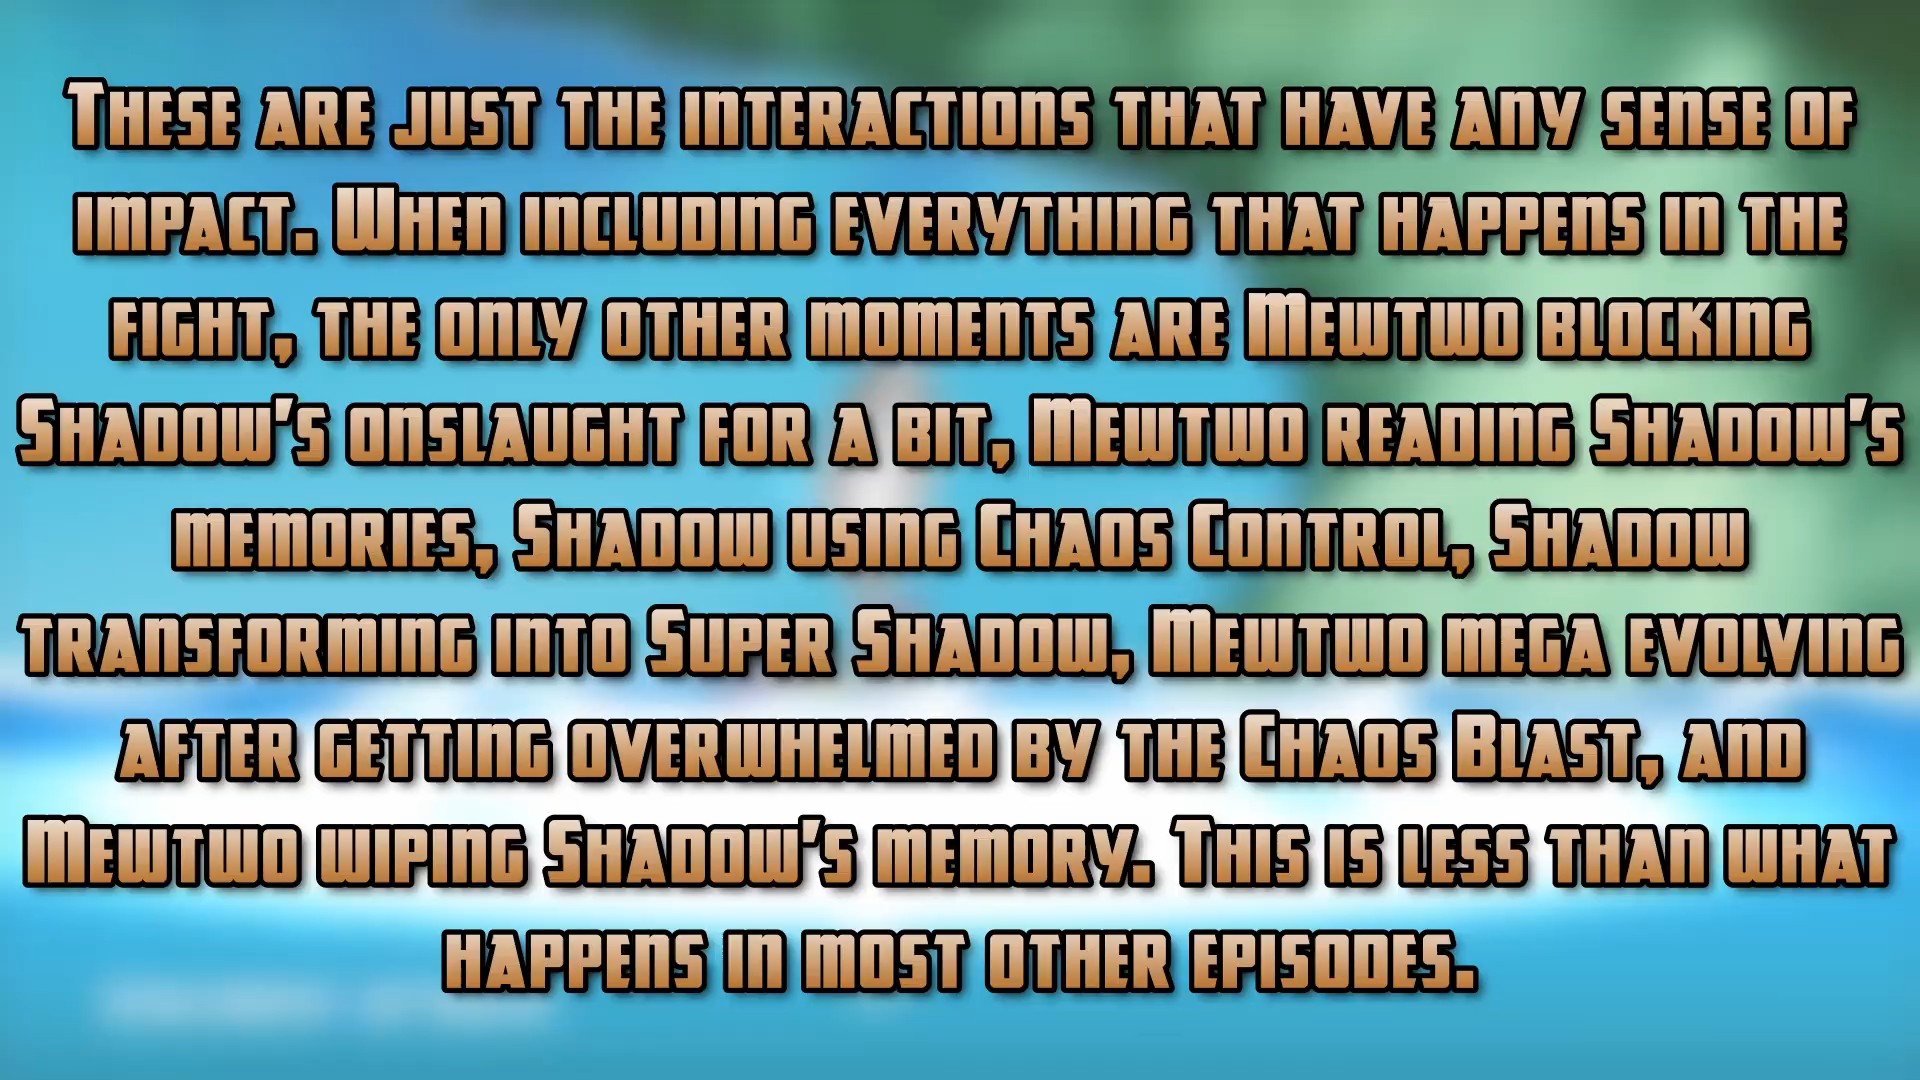 These are just the interactions that have any sense of
impact. When including everything that happens in the
fight, the only other moments are Mewtwo blocking
Shadow's onslaught for a bit, Mewtwo reading Shadow's
memories, Shadow using Chaos Control, Shadow
transforming into Super Shadow, Mewtwo mega evolving
after getting overwhelmed by the Chaos Blast, and
Mewtwo wiping Shadow's memory. This is less than what
happens in most other episodes.